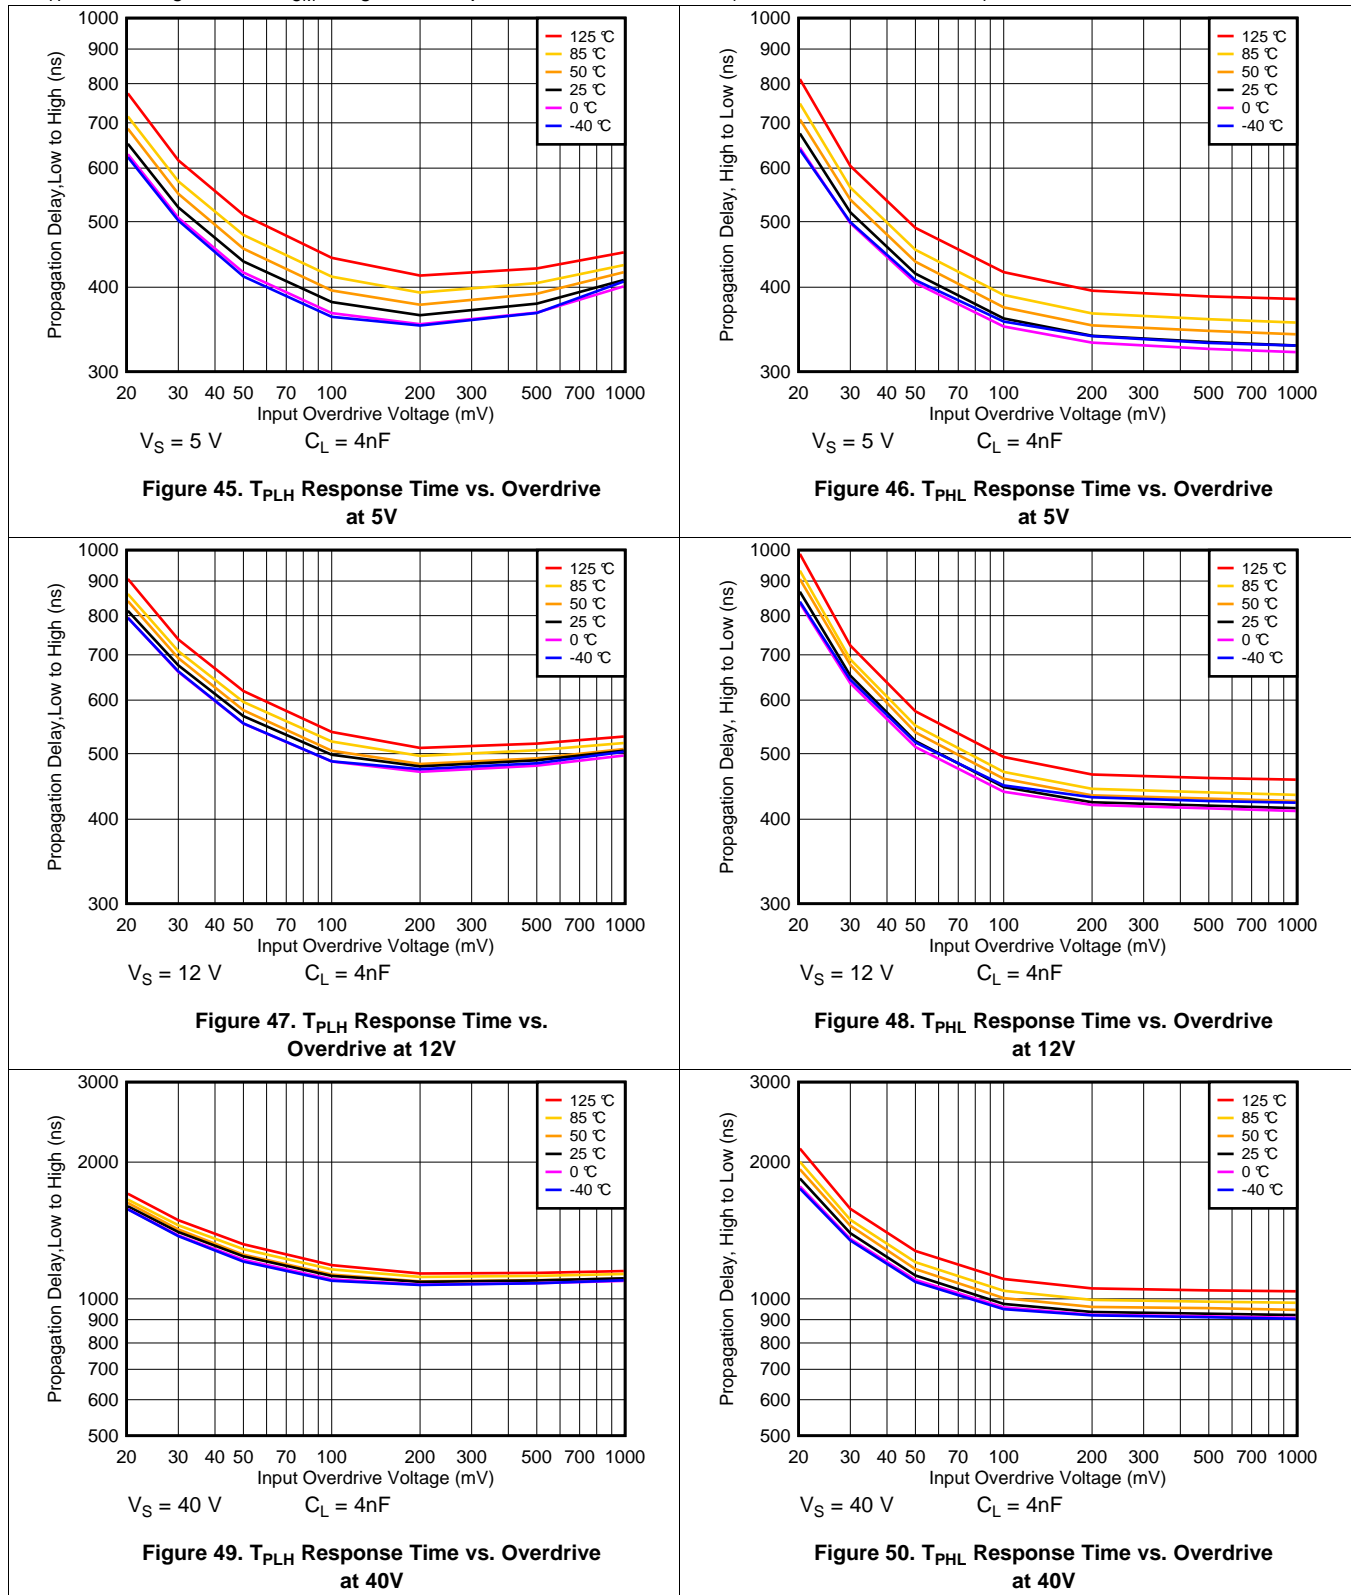 1000
900
800
700
600
500
400
300
Propagation Delay,Low to High (ns)
125 °C
85 °C
50 °C
25 °C
0 °C
-40 °C
20 30 40 50 70 100 200 500 700 1000
Input Overdrive Voltage (mV)
VS = 5 V CL = 4nF
Figure 45. TPLH Response Time vs. Overdrive
at 5V
1000
900
800
700
600
500
400
300
Propagation Delay, High to Low (ns)
125 °C
85 °C
50 °C
25 °C
0 °C
-40 °C
20 30 40 50 70 100 200 500 700 1000
Input Overdrive Voltage (mV)
VS = 5 V CL = 4nF
Figure 46. TPHL Response Time vs. Overdrive
at 5V
1000
900
800
700
600
500
400
300
Propagation Delay,Low to High (ns)
125 °C
85 °C
50 °C
25 °C
0 °C
-40 °C
20 30 40 50 70 100 200 500 700 1000
Input Overdrive Voltage (mV)
VS = 12 V CL = 4nF
Figure 47. TPLH Response Time vs.
Overdrive at 12V
1000
900
800
700
600
500
400
300
Propagation Delay, High to Low (ns)
125 °C
85 °C
50 °C
25 °C
0 °C
-40 °C
20 30 40 50 70 100 200 500 700 1000
Input Overdrive Voltage (mV)
VS = 12 V CL = 4nF
Figure 48. TPHL Response Time vs. Overdrive
at 12V
3000
2000
1000
900
800
700
600
500
Propagation Delay,Low to High (ns)
125 °C
85 °C
50 °C
25 °C
0 °C
-40 °C
20 30 40 50 70 100 200 500 700 1000
Input Overdrive Voltage (mV)
VS = 40 V CL = 4nF
Figure 49. TPLH Response Time vs. Overdrive
at 40V
3000
2000
1000
900
800
700
600
500
Propagation Delay, High to Low (ns)
125 °C
85 °C
50 °C
25 °C
0 °C
-40 °C
20 30 40 50 70 100 200 500 700 1000
Input Overdrive Voltage (mV)
VS = 40 V CL = 4nF
Figure 50. TPHL Response Time vs. Overdrive
at 40V